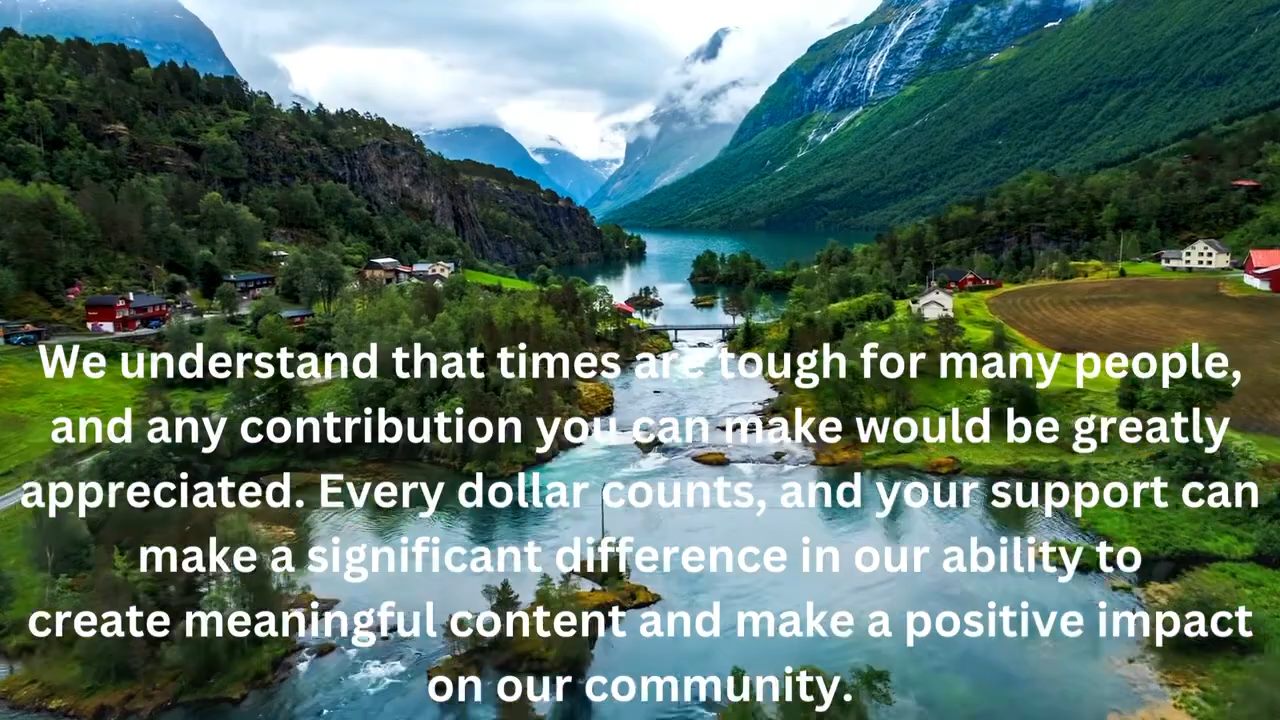 We understand that times are tough for many people,
and any contribution you can make would be greatly
appreciated. Every dollar counts, and your support can
make a significant difference in our ability to
create meaningful content and make a positive impact
on our community.